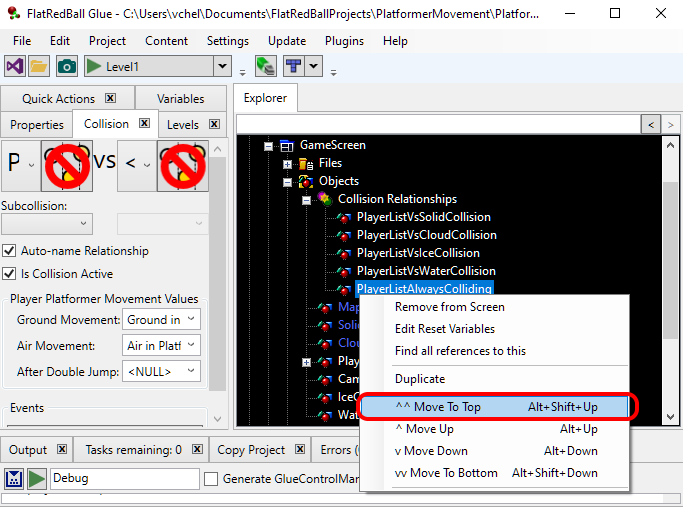 FlatRedBall Glue - C:\Users\vchel\Documents\FlatRedBallProjects\PlatformerMovement\Platfor...
File Edit Project Content Settings Update Plugins Help
Level1
Quick Actions Variables
Properties Collision Levels
P vs <
Subcollision:
Auto-name Relationship
Is Collision Active
Player Platformer Movement Values
Ground Movement: Ground in
Air Movement: Air in Platf
After Double Jump: <NULL>
Events
Explorer
< >
GameScreen
Files
Objects
Collision Relationships
PlayerListVsSolidCollision
PlayerListVsCloudCollision
PlayerListVsIceCollision
PlayerListVsWaterCollision
PlayerListAlwaysColliding
Map
Solid
Clou
Play
Cam
IceC
Wat
Remove from Screen
Edit Reset Variables
Find all references to this
Duplicate
^^ Move To Top Alt+Shift+Up
^ Move Up Alt+Up
v Move Down Alt+Down
vv Move To Bottom Alt+Shift+Down
Output Tasks remaining: 0 Copy Project Errors (0
Debug Generate GlueControlMan